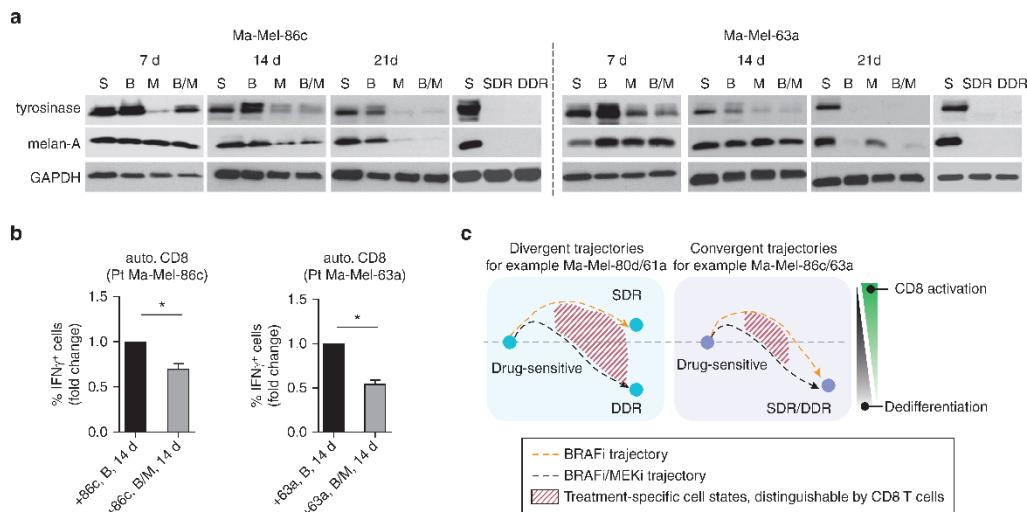 a
Ma-Mel-86c
Ma-Mel-63a
7 d
14 d
21d
7 d
14 d
21 d
S B M B/M S B M B/M S B M B/M S SDR DDR S B M B/M S B M B/M S B M B/M S SDR DDR
tyrosinase
melan-A
GAPDH
b
auto. CD8
(Pt Ma-Mel-86c)
% IFNγ+ cells
(fold change)
1.5
1.0
0.5
0.0
*
+86c, B, 14 d
+86c, B/M, 14 d
auto. CD8
(Pt Ma-Mel-63a)
% IFNγ+ cells
(fold change)
1.5
1.0
0.5
0.0
*
+63a, B, 14 d
+63a, B/M, 14 d
c
Divergent trajectories
for example Ma-Mel-80d/61a
SDR
Drug-sensitive
DDR
Convergent trajectories
for example Ma-Mel-86c/63a
Drug-sensitive
SDR/DDR
CD8 activation
Dedifferentiation
BRAFi trajectory
BRAFi/MEKi trajectory
Treatment-specific cell states, distinguishable by CD8 T cells